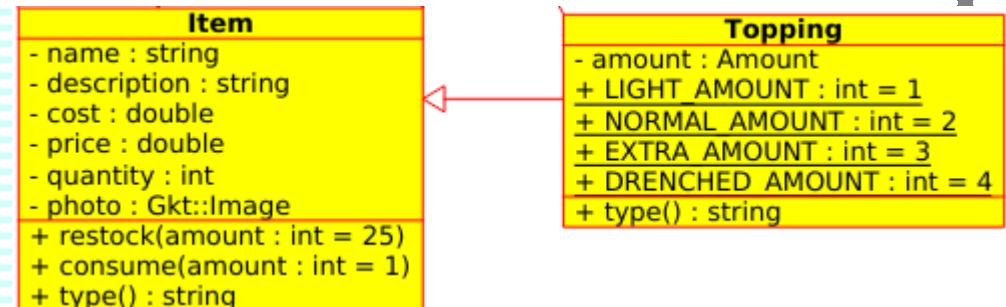 Item
- name : string
- description : string
- cost : double
- price : double
- quantity : int
- photo : Gkt::Image
+ restock(amount : int = 25)
+ consume(amount : int = 1)
+ type() : string
Topping
- amount : Amount
+ LIGHT_AMOUNT : int = 1
+ NORMAL_AMOUNT : int = 2
+ EXTRA_AMOUNT : int = 3
+ DRENCHED_AMOUNT : int = 4
+ type() : string